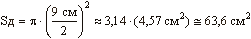 Sд = π · (9 см / 2)² ≈ 3,14 · (4,57 см²) ≅ 63,6 см²